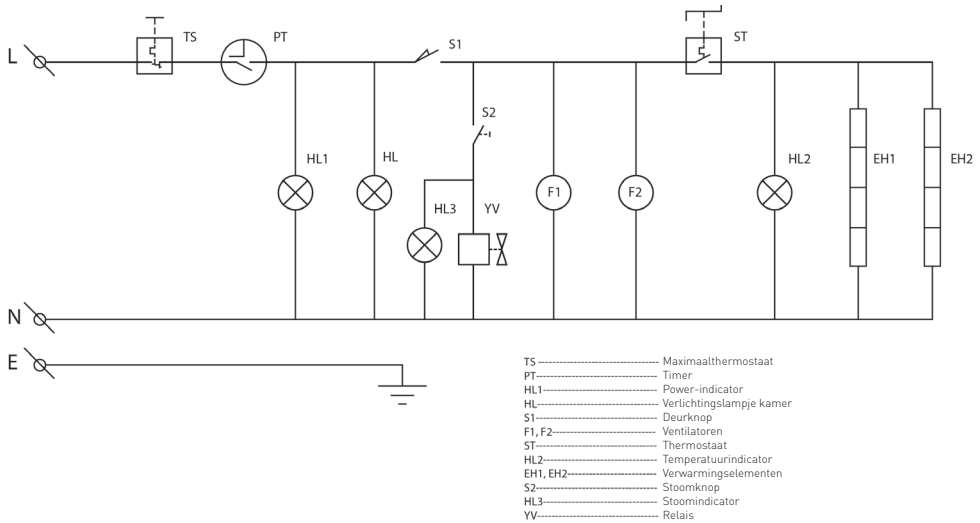 TS PT S1 ST
L
S2
HL1 HL HL2 EH1 EH2
HL3 YV F1 F2
N
E
TS Maximaalthermostaat
PT Timer
HL1 Power-indicator
HL Verlichtingslampje kamer
S1 Deurknop
F1, F2 Ventilatoren
ST Thermostaat
HL2 Temperatuurindicator
EH1, EH2 Verwarmingselementen
S2 Stoomknop
HL3 Stoomindicator
YV Relais